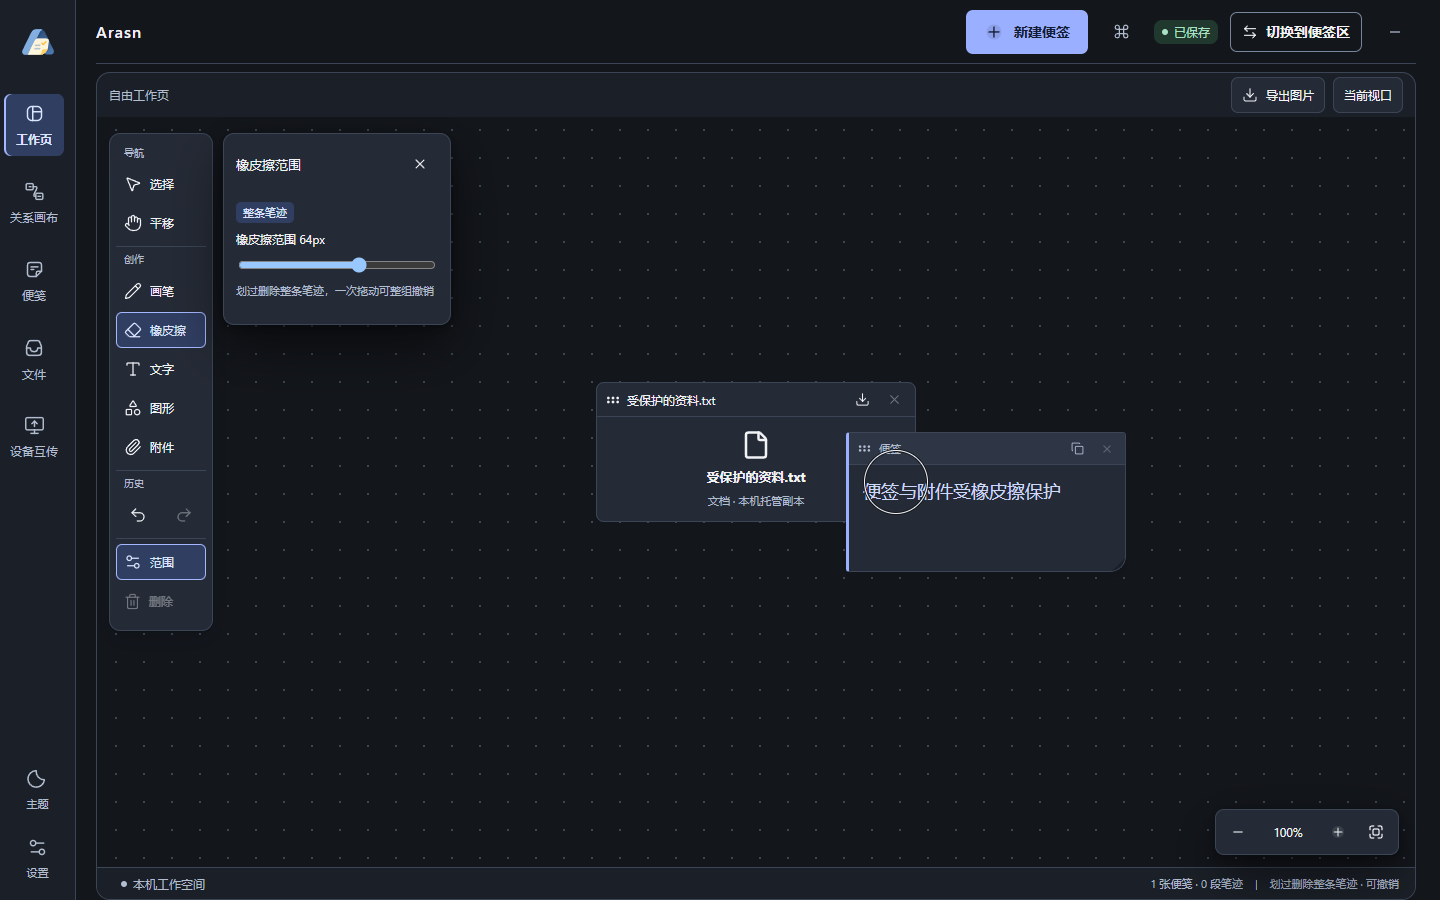 Arasn
新建便签
已保存
切换到便签区
工作页
关系画布
便笺
文件
设备互传
主题
设置
自由工作页
导出图片
当前视口
导航
选择
平移
创作
画笔
橡皮擦
文字
图形
附件
历史
范围
删除
橡皮擦范围
整条笔迹
橡皮擦范围 64px
划过删除整条笔迹，一次拖动可整组撤销
受保护的资料.txt
受保护的资料.txt
文档 · 本机托管副本
便签
便签与附件受橡皮擦保护
100%
本机工作空间
1 张便笺 · 0 段笔迹 | 划过删除整条笔迹 · 可撤销